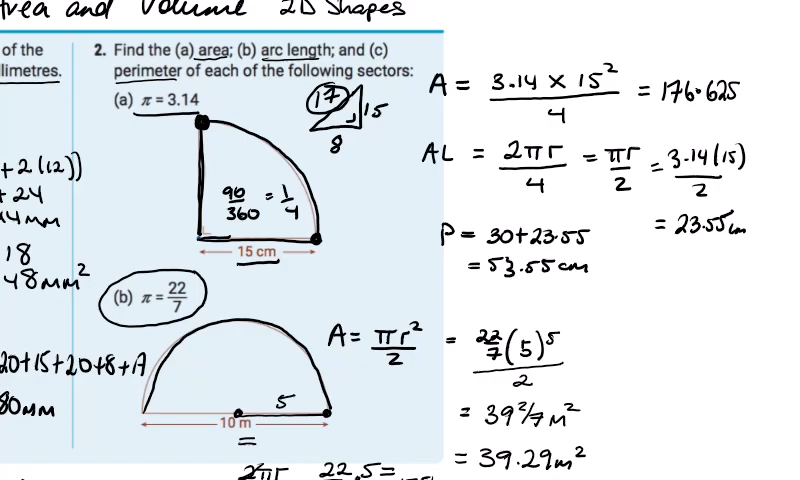 Area and Volume 2D Shapes
of the
limetres.
+ 2(12))
+ 24
44mm
18
48mm²
20+15+20+8+A
80mm
2. Find the (a) area; (b) arc length; and (c)
perimeter of each of the following sectors:
(a) π = 3.14
17
15
8
90/360 = 1/4
15 cm
(b) π = 22/7
5
10 m
=
A = 3.14 × 15²/4 = 176.625
AL = 2πr/4 = πr/2 = 3.14(15)/2
= 23.55cm
P = 30+23.55
= 53.55cm
A = πr²/2 = 22/7(5)⁵/2
= 39 2/7 m²
= 39.29m²
2πr 22.5=